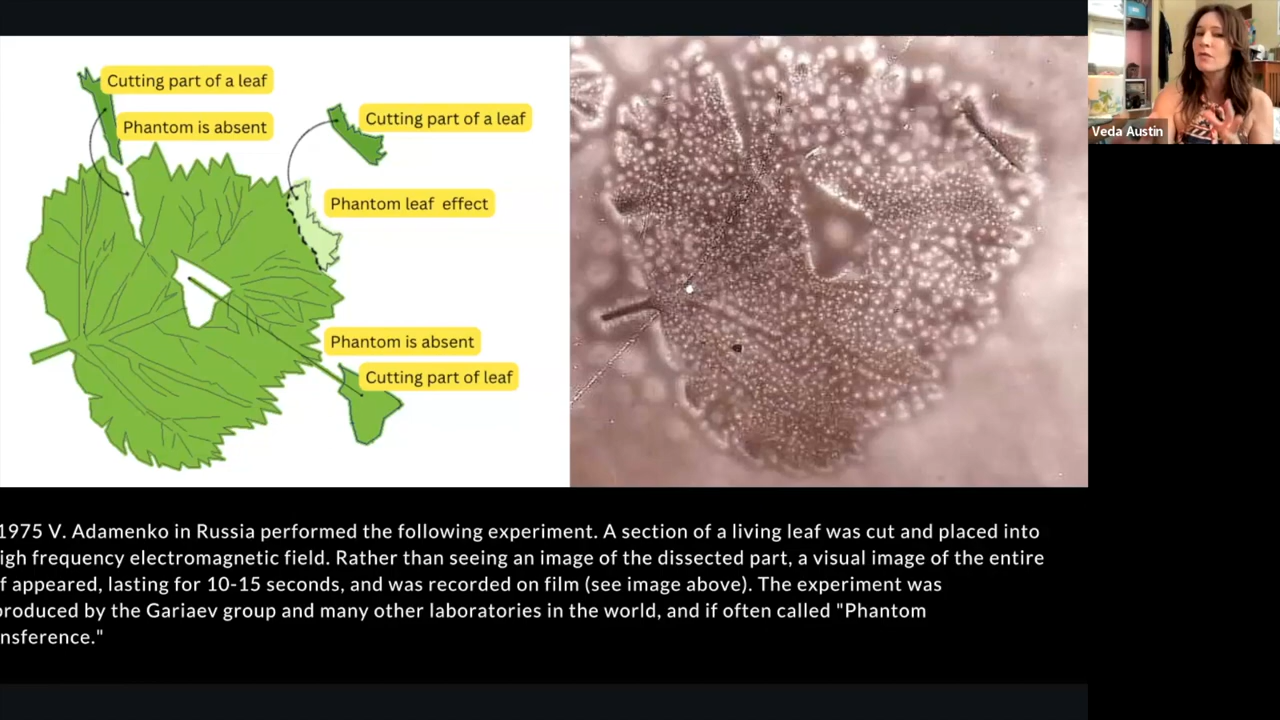 Cutting part of a leaf
Phantom is absent
Cutting part of a leaf
Phantom leaf effect
Phantom is absent
Cutting part of leaf
Veda Austin
1975 V. Adamenko in Russia performed the following experiment. A section of a living leaf was cut and placed into
igh frequency electromagnetic field. Rather than seeing an image of the dissected part, a visual image of the entire
f appeared, lasting for 10-15 seconds, and was recorded on film (see image above). The experiment was
produced by the Gariaev group and many other laboratories in the world, and if often called "Phantom
nsference."